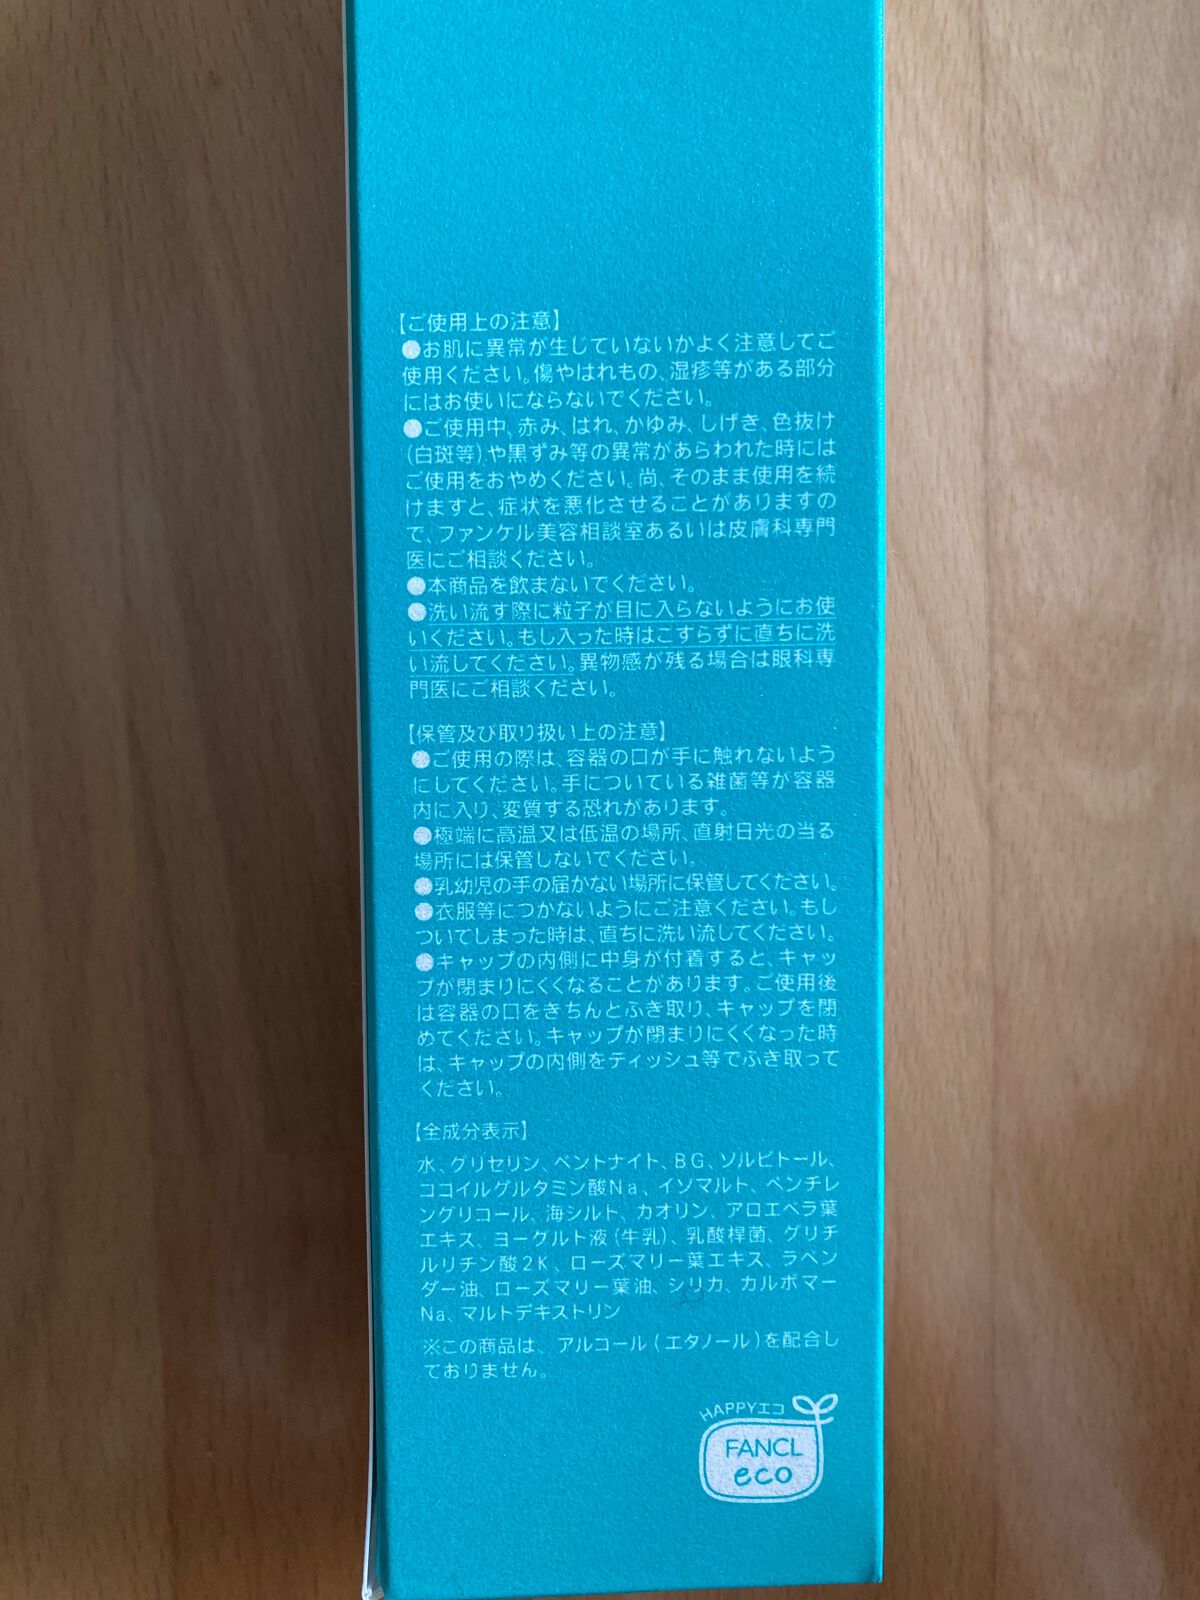 【ご使用上の注意】
●お肌に異常が生じていないかよく注意してご
使用ください。傷やはれもの、湿疹等がある部分
にはお使いにならないでください。
●ご使用中、赤み、はれ、かゆみ、しげき、色抜け
(白斑等)や黒ずみ等の異常があらわれた時には
ご使用をおやめください。尚、そのまま使用を続
けますと、症状を悪化させることがありますの
で、ファンケル美容相談室あるいは皮膚科専門
医にご相談ください。
●本商品を飲まないでください。
●洗い流す際に粒子が目に入らないようにお使
いください。もし入った時はこすらずに直ちに洗
い流してください。異物感が残る場合は眼科専
門医にご相談ください。
【保管及び取り扱い上の注意】
●ご使用の際は、容器の口が手に触れないよう
にしてください。手についている雑菌等が容器
内に入り、変質する恐れがあります。
●極端に高温又は低温の場所、直射日光の当る
場所には保管しないでください。
●乳幼児の手の届かない場所に保管してください。
●衣服等につかないようにご注意ください。もし
ついてしまった時は、直ちに洗い流してください。
●キャップの内側に中身が付着すると、キャッ
プが閉まりにくくなることがあります。ご使用後
は容器の口をきちんとふき取り、キャップを閉
めてください。キャップが閉まりにくくなった時
は、キャップの内側をティッシュ等でふき取って
ください。
【全成分表示】
水、グリセリン、ベントナイト、BG、ソルビトール、
ココイルグルタミン酸Na、イソマルト、ペンチレ
ングリコール、海シルト、カオリン、アロエベラ葉
エキス、ヨーグルト液(牛乳)、乳酸桿菌、グリチ
ルリチン酸2K、ローズマリー葉エキス、ラベン
ダー油、ローズマリー葉油、シリカ、カルボマー
Na、マルトデキストリン
※この商品は、アルコール(エタノール)を配合し
ておりません。
HAPPYエコ
FANCL
eco